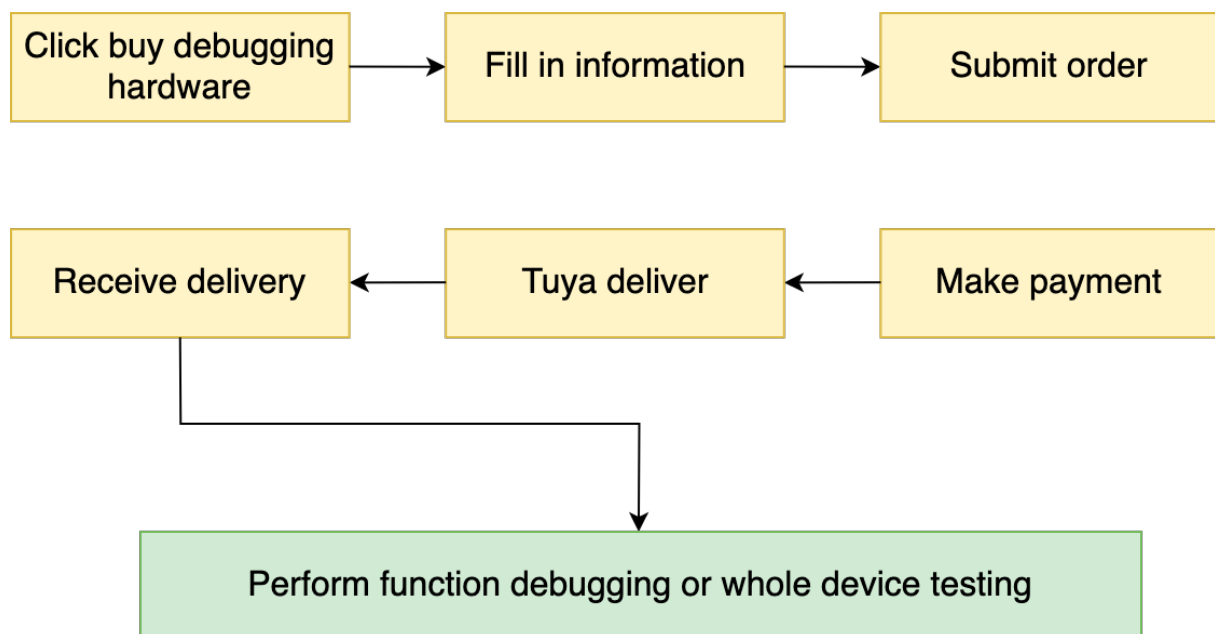 Click buy debugging
hardware
Fill in information
Submit order
Receive delivery
Tuya deliver
Make payment
Perform function debugging or whole device testing